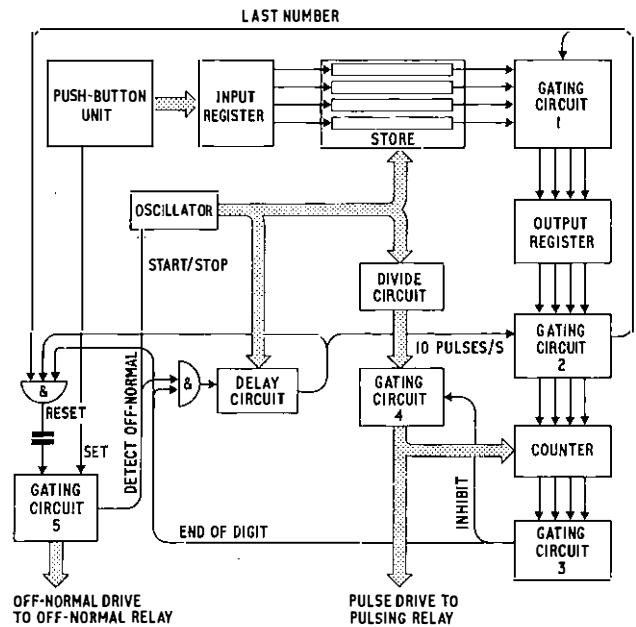 LAST NUMBER
PUSH-BUTTON
UNIT
INPUT
REGISTER
STORE
GATING
CIRCUIT
1
OSCILLATOR
START/STOP
OUTPUT
REGISTER
DIVIDE
CIRCUIT
10 PULSES/S
GATING
CIRCUIT
2
&
RESET
SET
DETECT OFF-NORMAL
&
DELAY
CIRCUIT
GATING
CIRCUIT
4
COUNTER
INHIBIT
GATING
CIRCUIT
5
END OF DIGIT
GATING
CIRCUIT
3
OFF-NORMAL DRIVE
TO OFF-NORMAL RELAY
PULSE DRIVE TO
PULSING RELAY